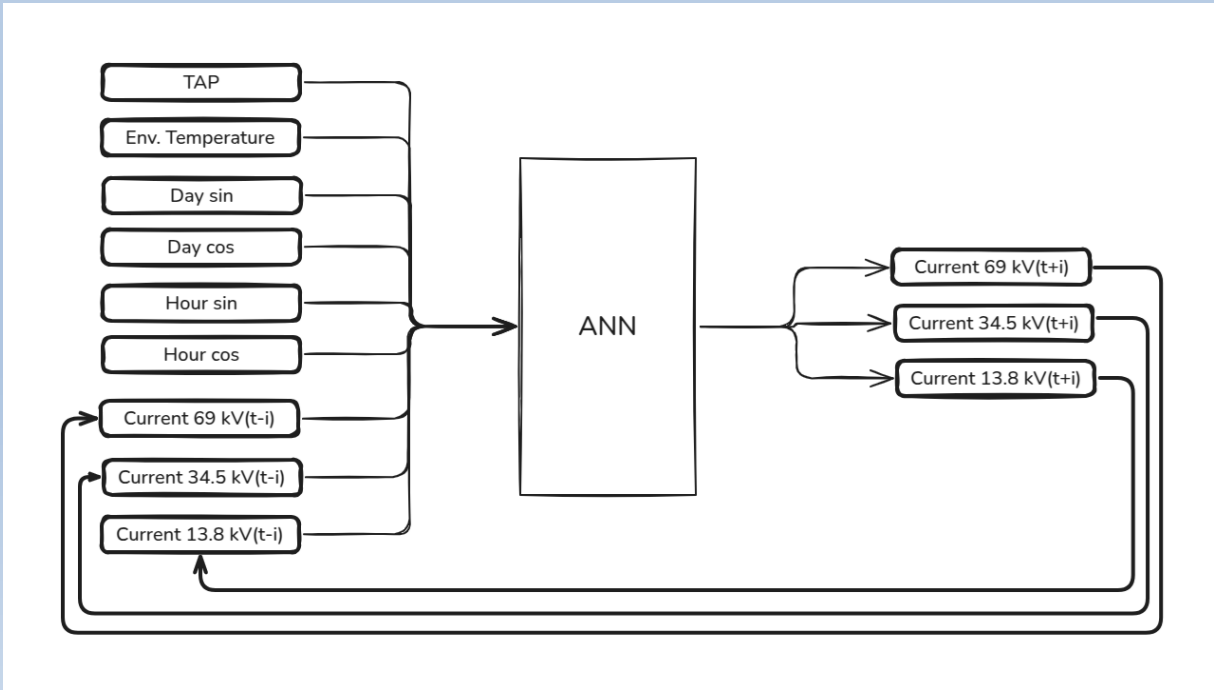 TAP
Env. Temperature
Day sin
Day cos
Hour sin
Hour cos
Current 69 kV(t-i)
Current 34.5 kV(t-i)
Current 13.8 kV(t-i)
ANN
Current 69 kV(t+i)
Current 34.5 kV(t+i)
Current 13.8 kV(t+i)